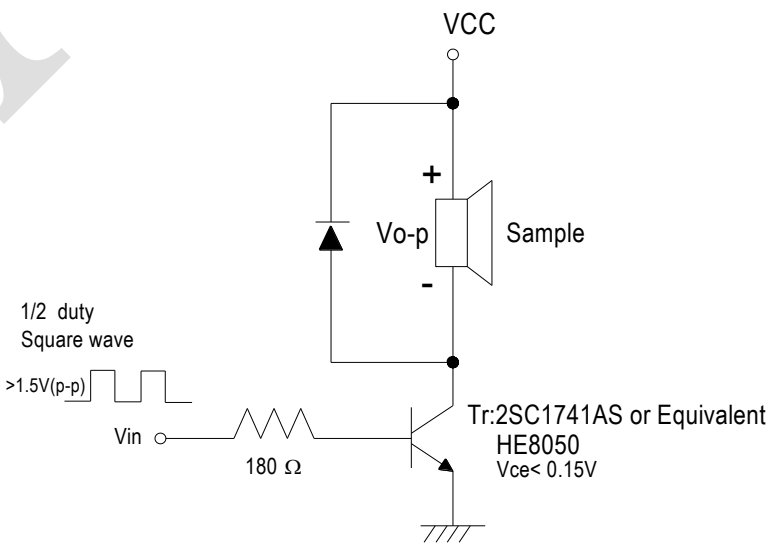 VCC
+
Vo-p
Sample
-
1/2 duty
Square wave
>1.5V(p-p)
Vin
180 Ω
Tr:2SC1741AS or Equivalent
HE8050
Vce< 0.15V